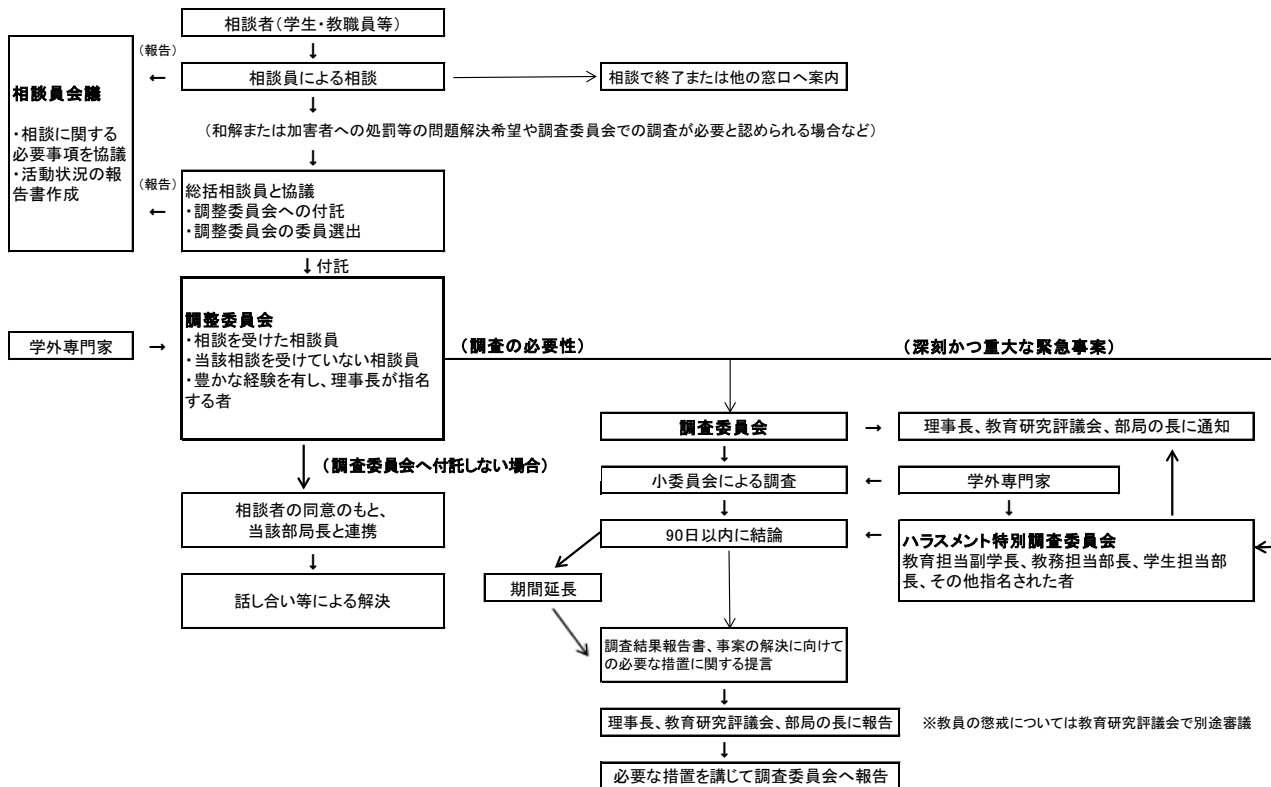 相談者(学生・教職員等)
↓
(報告)
←
相談員による相談
→
相談で終了または他の窓口へ案内
相談員会議
・相談に関する
必要事項を協議
・活動状況の報
告書作成
↓
(和解または加害者への処罰等の問題解決希望や調査委員会での調査が必要と認められる場合など)
↓
(報告)
←
総括相談員と協議
・調整委員会への付託
・調整委員会の委員選出
↓付託
学外専門家
→
調整委員会
・相談を受けた相談員
・当該相談を受けていない相談員
・豊かな経験を有し、理事長が指名
する者
(調査の必要性)
(深刻かつ重大な緊急事案)
調査委員会
→
理事長、教育研究評議会、部局の長に通知
↓
(調査委員会へ付託しない場合)
小委員会による調査
←
学外専門家
↓
↓
相談者の同意のもと、
当該部局長と連携
90日以内に結論
←
ハラスメント特別調査委員会
教育担当副学長、教務担当部長、学生担当部
長、その他指名された者
↓
期間延長
話し合い等による解決
調査結果報告書、事案の解決に向けて
の必要な措置に関する提言
↓
理事長、教育研究評議会、部局の長に報告
※教員の懲戒については教育研究評議会で別途審議
↓
必要な措置を講じて調査委員会へ報告